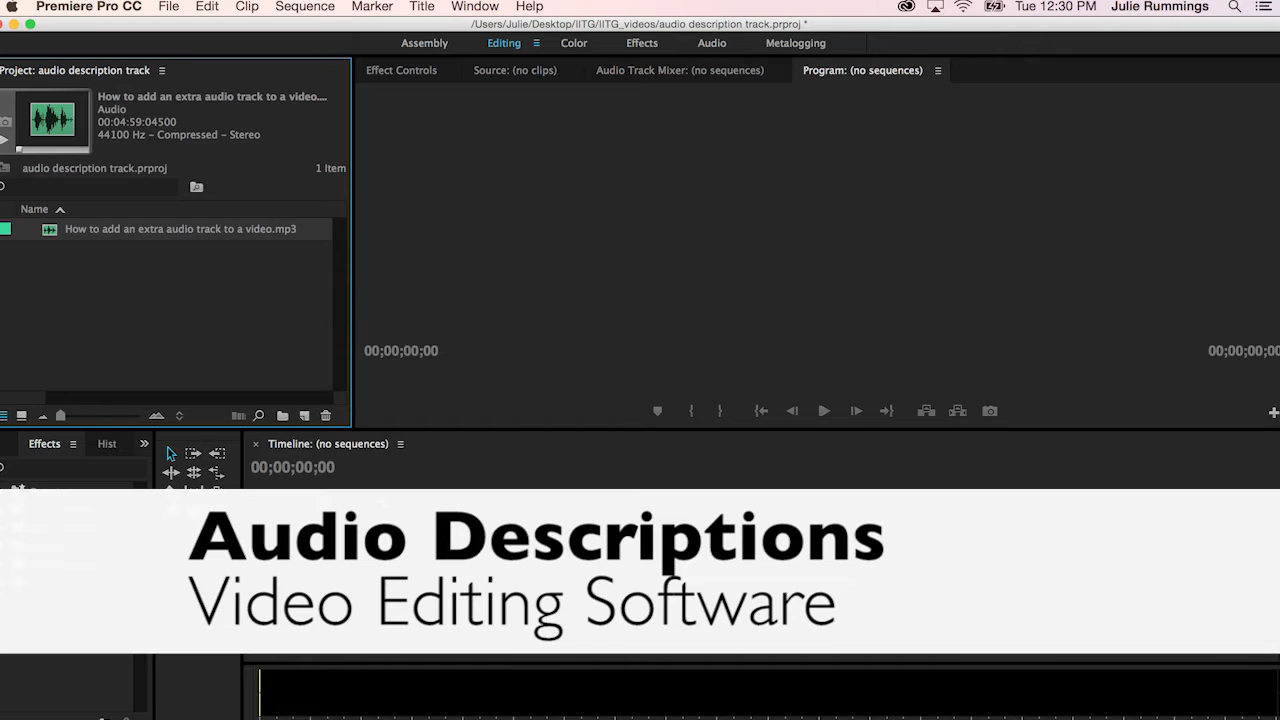 Premiere Pro CC File Edit Clip Sequence Marker Title Window Help Tue 12:30 PM Julie Rummings
/Users/Julie/Desktop/IITG/IITG_videos/audio description track.prproj *
Assembly Editing Color Effects Audio Metalogging
Project: audio description track Effect Controls Source: (no clips) Audio Track Mixer: (no sequences) Program: (no sequences)
How to add an extra audio track to a video....
Audio
00:04:59:04500
44100 Hz - Compressed - Stereo
audio description track.prproj 1 Item
Name
How to add an extra audio track to a video.mp3
00;00;00;00 00;00;00;00
Effects Hist Timeline: (no sequences)
00;00;00;00
Audio Descriptions
Video Editing Software